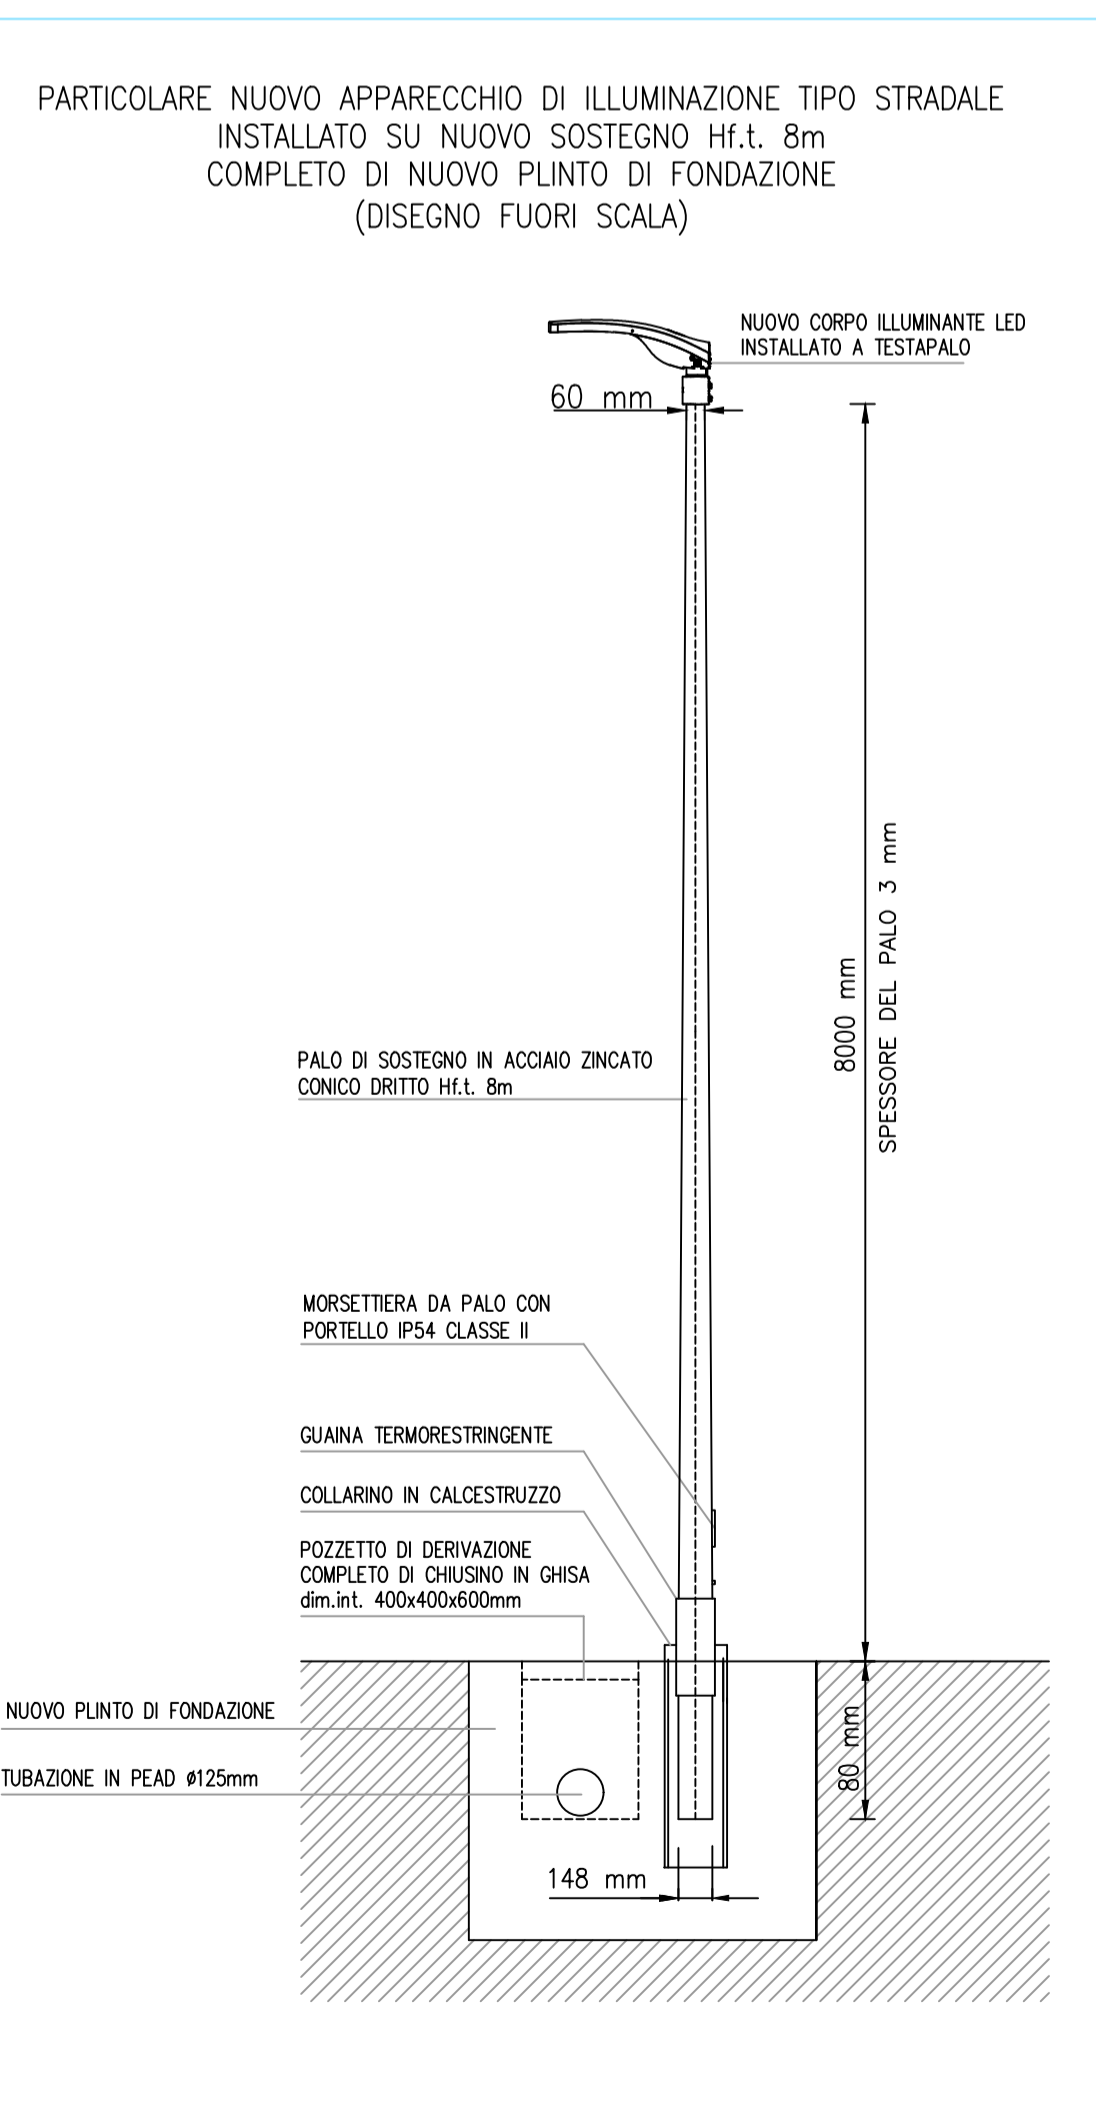 PARTICOLARE NUOVO APPARECCHIO DI ILLUMINAZIONE TIPO STRADALE
INSTALLATO SU NUOVO SOSTEGNO Hf.t. 8m
COMPLETO DI NUOVO PLINTO DI FONDAZIONE
(DISEGNO FUORI SCALA)
NUOVO CORPO ILLUMINANTE LED
INSTALLATO A TESTAPALO
60 mm
8000 mm
SPESSORE DEL PALO 3 mm
PALO DI SOSTEGNO IN ACCIAIO ZINCATO
CONICO DRITTO Hf.t. 8m
MORSETTIERA DA PALO CON
PORTELLO IP54 CLASSE II
GUAINA TERMORESTRINGENTE
COLLARINO IN CALCESTRUZZO
POZZETTO DI DERIVAZIONE
COMPLETO DI CHIUSINO IN GHISA
dim.int. 400x400x600mm
NUOVO PLINTO DI FONDAZIONE
TUBAZIONE IN PEAD ø125mm
80 mm
148 mm